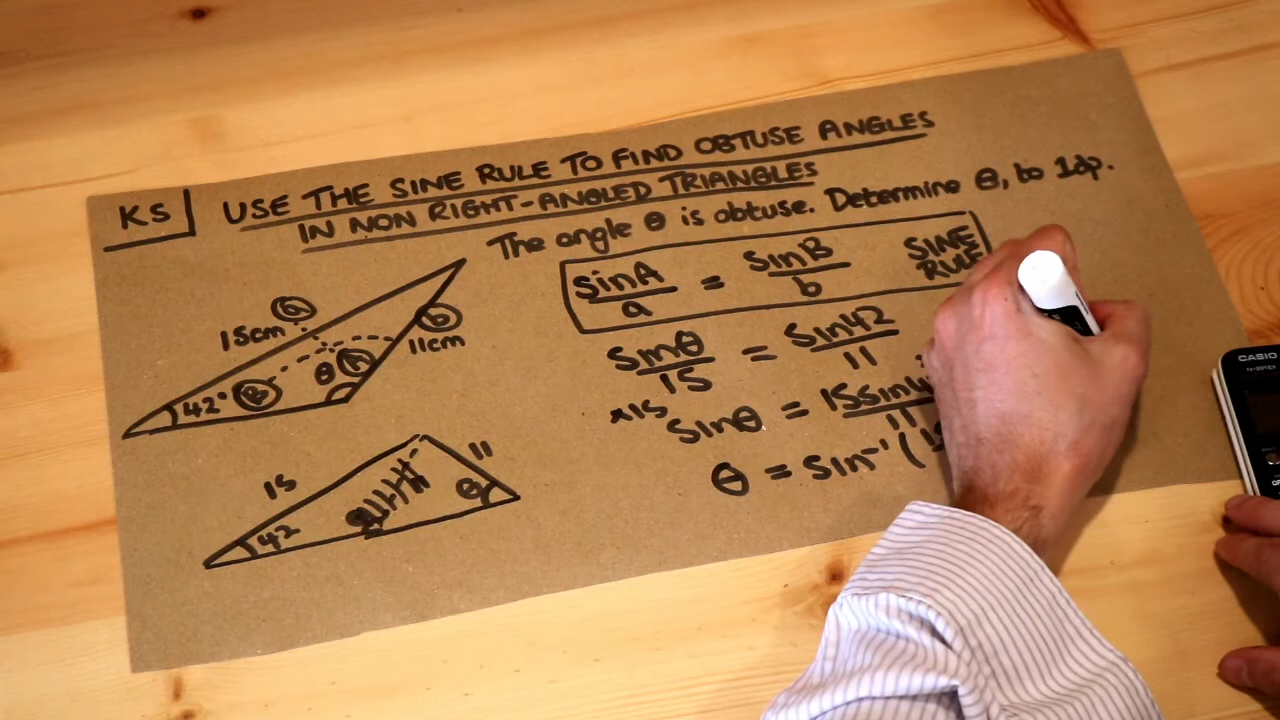 KS
USE THE SINE RULE TO FIND OBTUSE ANGLES
IN NON RIGHT-ANGLED TRIANGLES
The angle θ is obtuse. Determine θ, to 1dp.
sinA/a = sinB/b
SINE
RULE
15cm
a
b
11cm
42°
B
θ
A
sinθ/15 = sin42/11
×15
sinθ = 15sin4/11
θ = sin⁻¹(
15
11
42
θ
CASIO